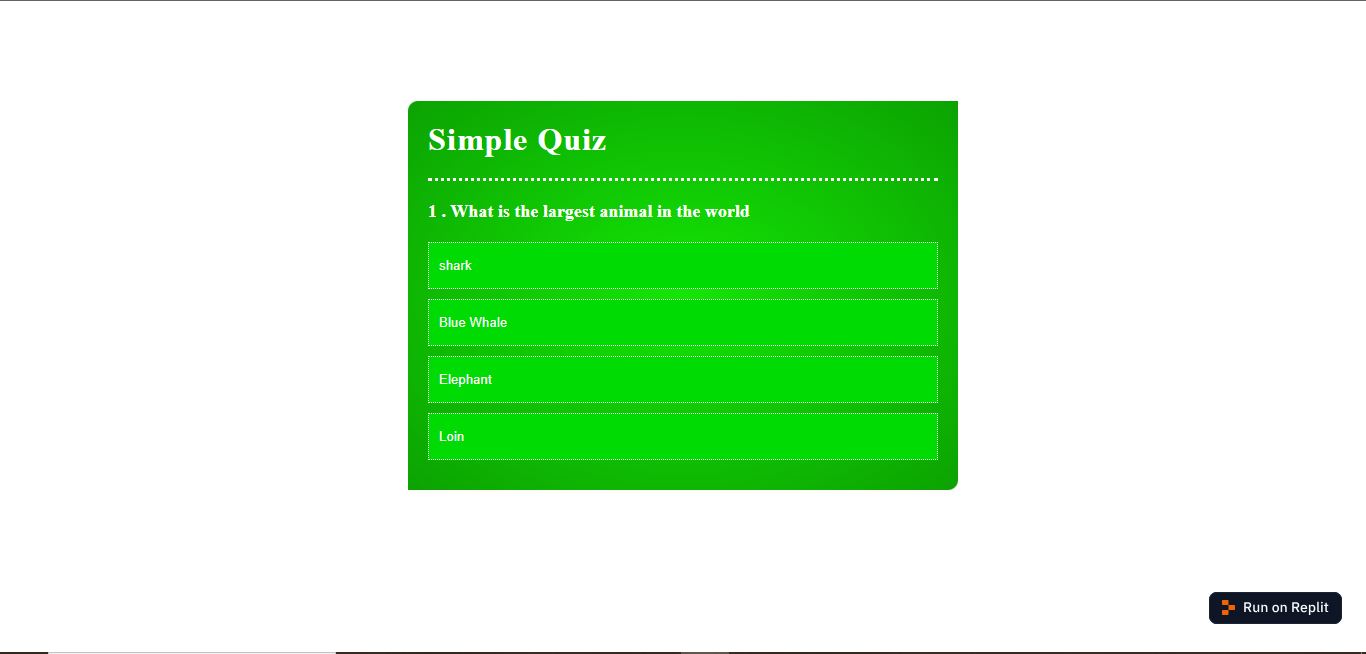 Simple Quiz
1 . What is the largest animal in the world
shark
Blue Whale
Elephant
Loin
Run on Replit